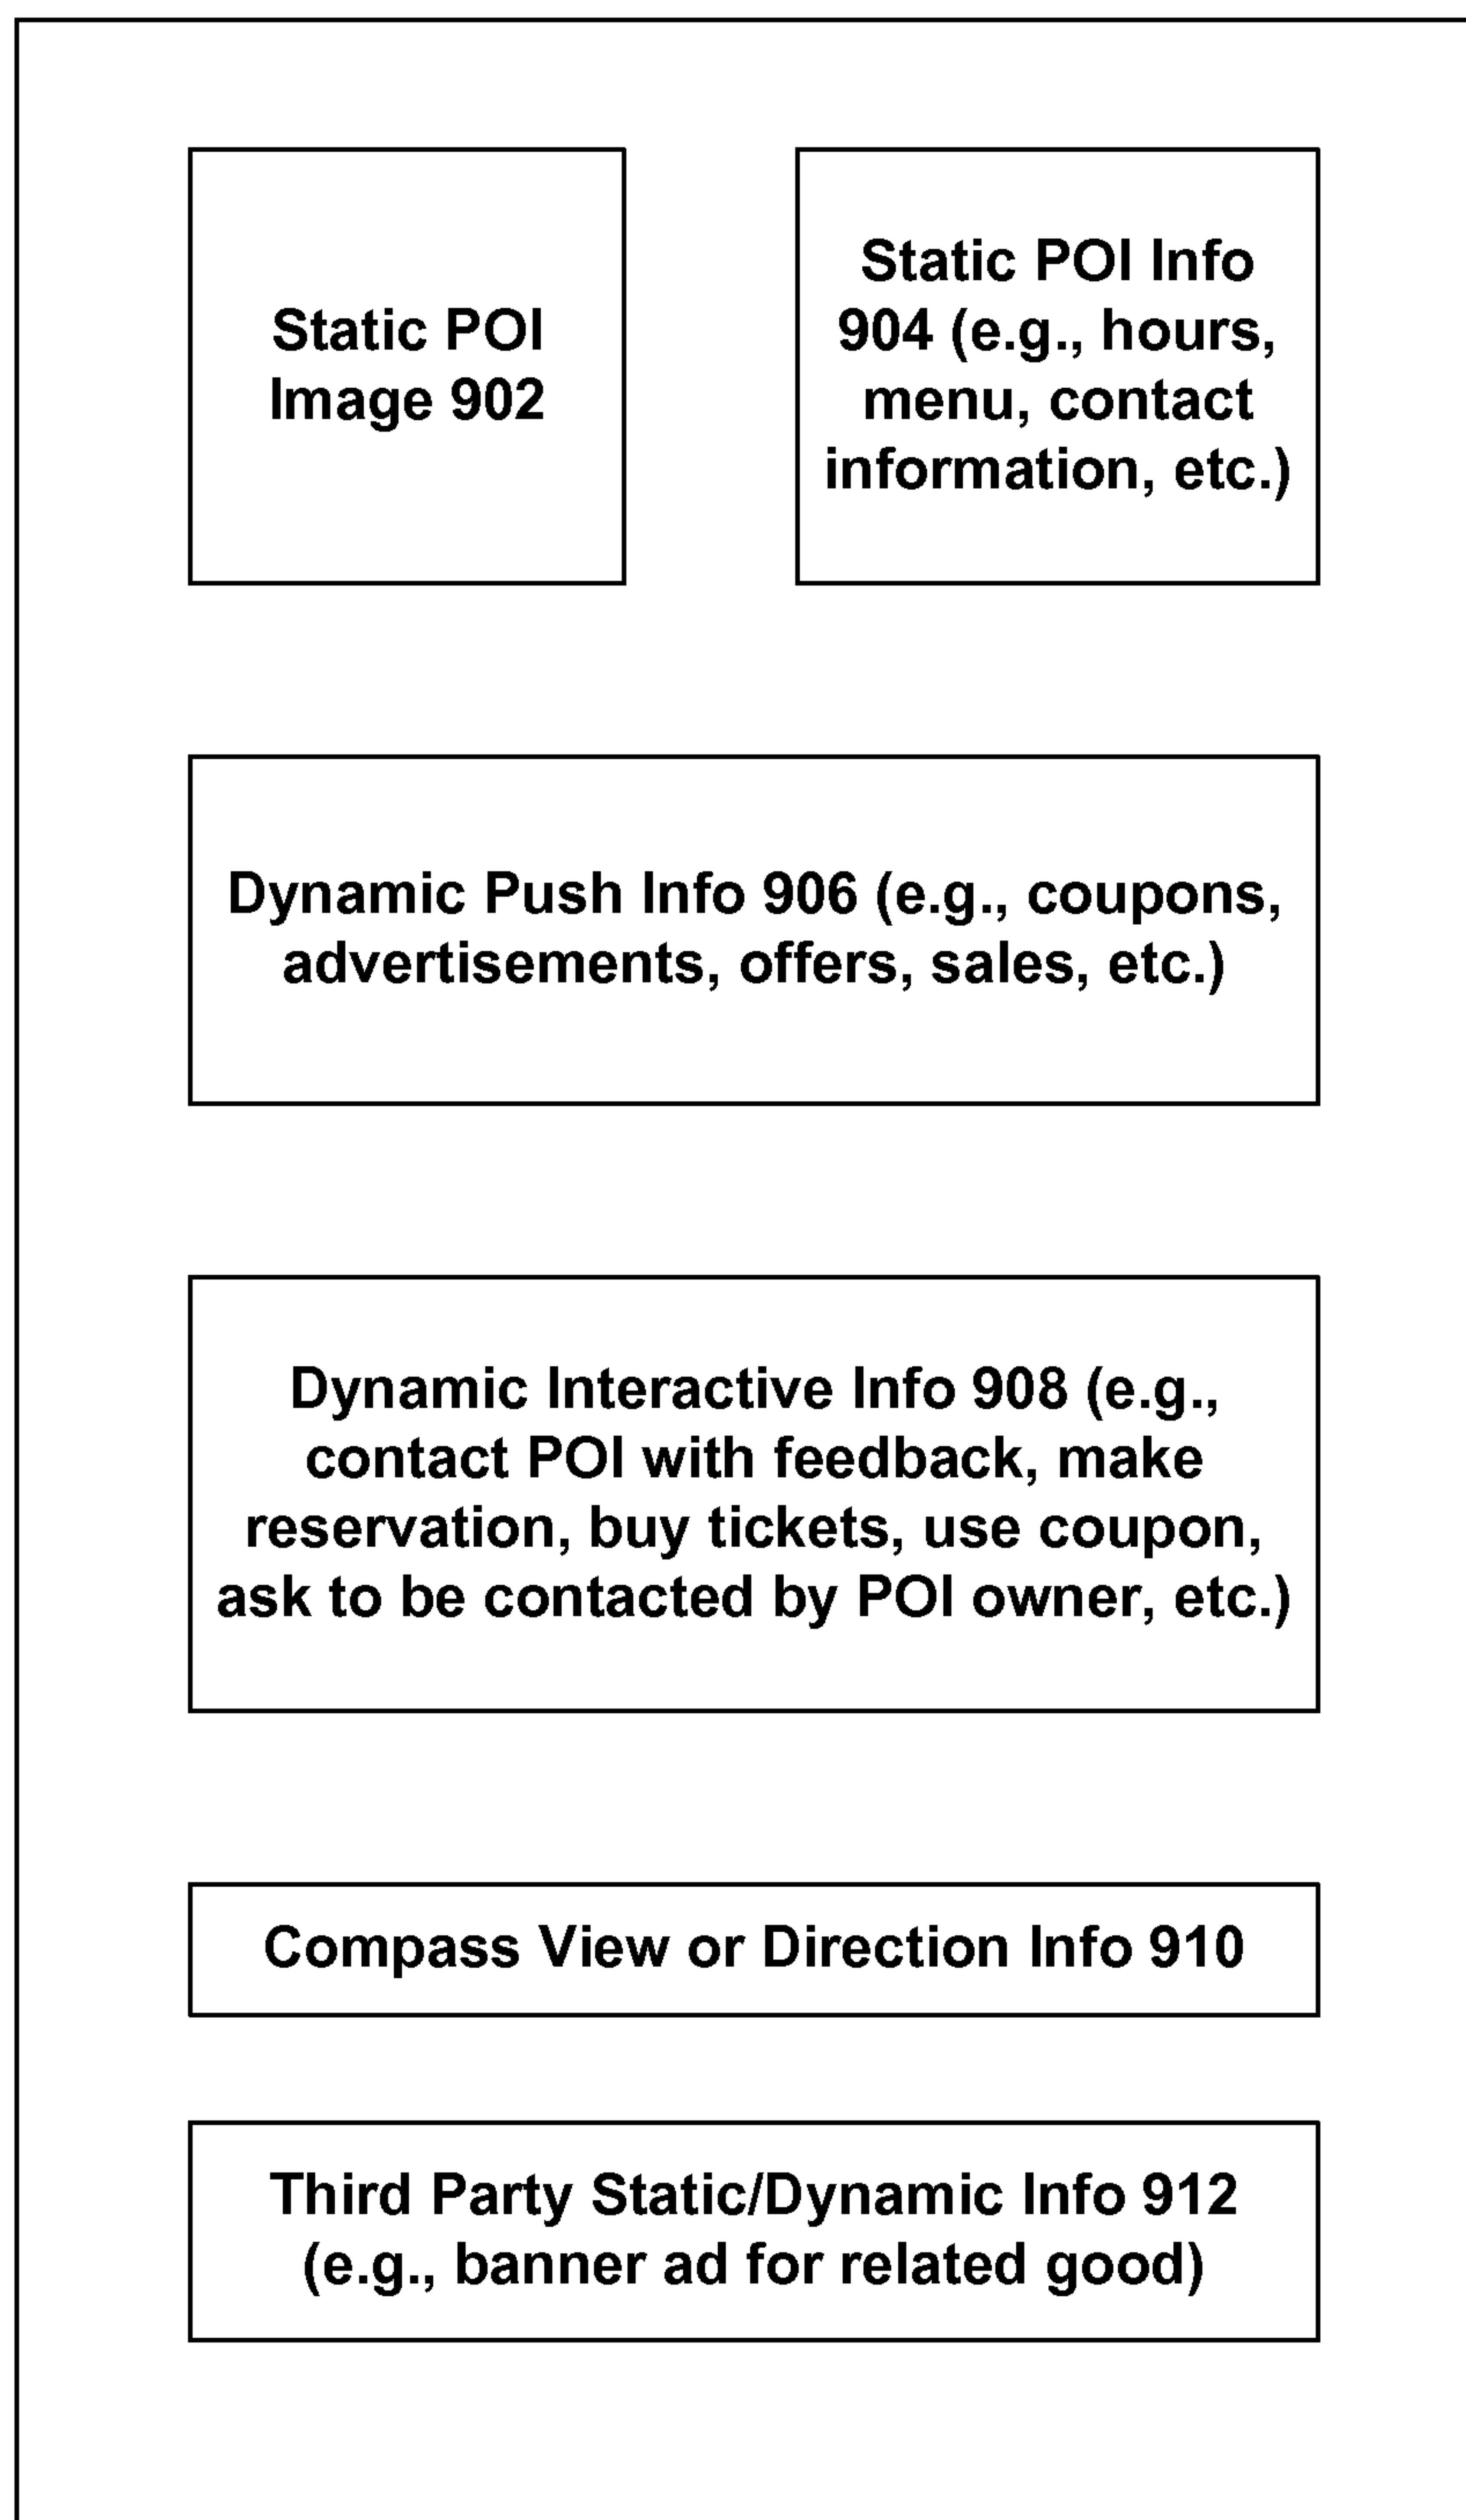 Static POI
Image 902
Static POI Info
904 (e.g., hours,
menu, contact
information, etc.)
Dynamic Push Info 906 (e.g., coupons,
advertisements, offers, sales, etc.)
Dynamic Interactive Info 908 (e.g.,
contact POI with feedback, make
reservation, buy tickets, use coupon,
ask to be contacted by POI owner, etc.)
Compass View or Direction Info 910
Third Party Static/Dynamic Info 912
(e.g., banner ad for related good)